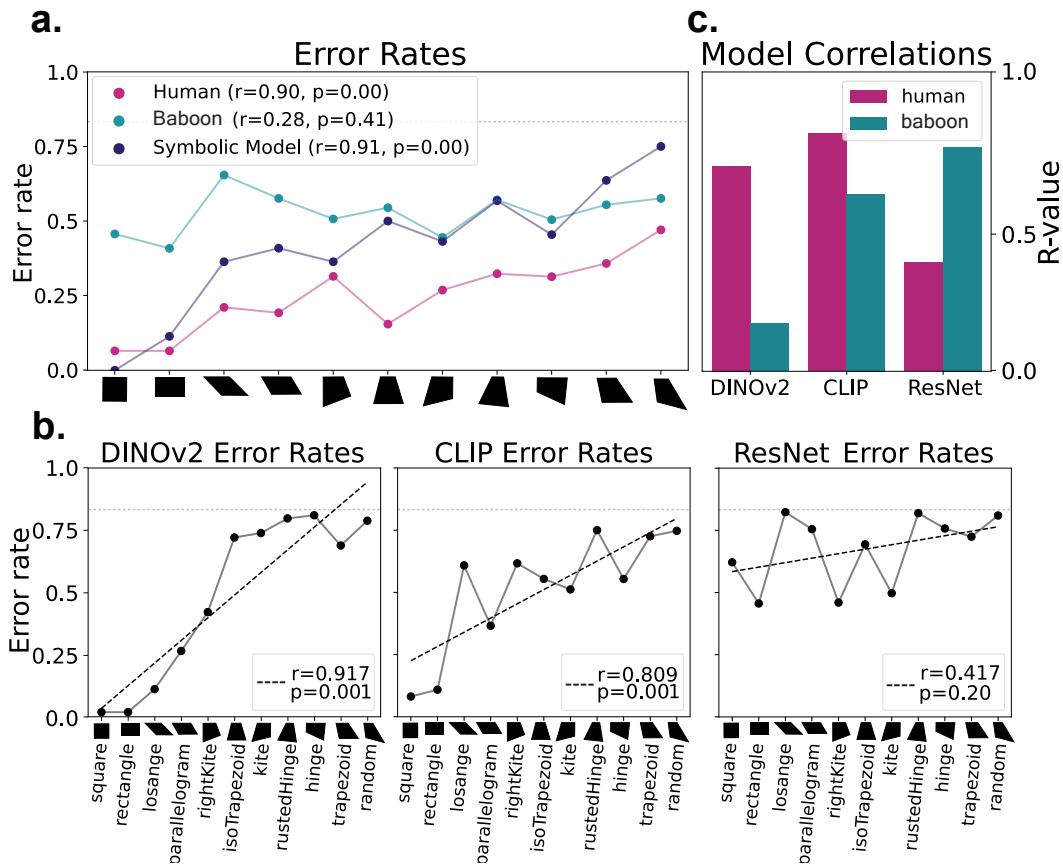 a.
Error Rates
1.0
0.75
0.5
0.25
0.0
Error rate
Human (r=0.90, p=0.00)
Baboon (r=0.28, p=0.41)
Symbolic Model (r=0.91, p=0.00)
c.
Model Correlations
human
baboon
1.0
0.5
0.0
R-value
DINOv2 CLIP ResNet
b.
DINOv2 Error Rates
1.0
0.75
0.5
0.25
0.0
Error rate
r=0.917
p=0.001
square
rectangle
losange
parallelogram
rightKite
isoTrapezoid
kite
rustedHinge
hinge
trapezoid
random
CLIP Error Rates
r=0.809
p=0.001
square
rectangle
losange
parallelogram
rightKite
isoTrapezoid
kite
rustedHinge
hinge
trapezoid
random
ResNet Error Rates
r=0.417
p=0.20
square
rectangle
losange
parallelogram
rightKite
isoTrapezoid
kite
rustedHinge
hinge
trapezoid
random